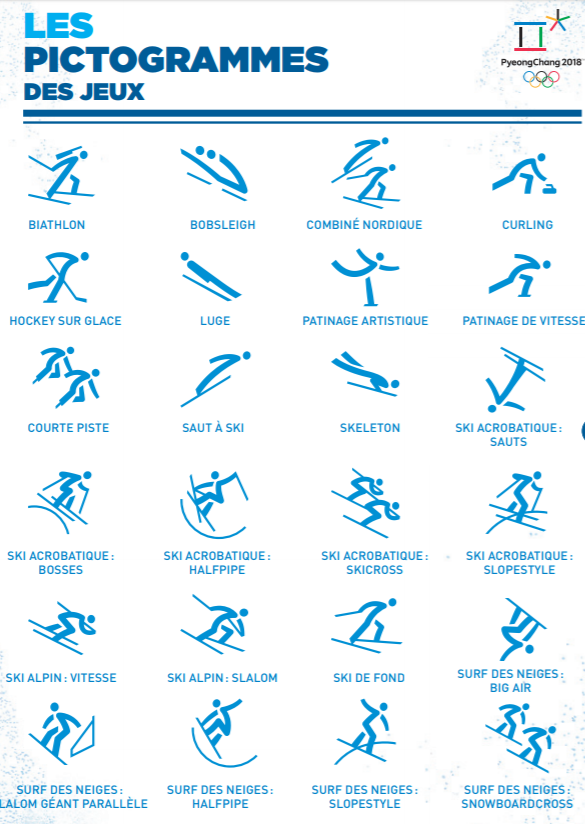 LES
PICTOGRAMMES
DES JEUX
PyeongChang 2018
BIATHLON
BOBSLEIGH
COMBINÉ NORDIQUE
CURLING
HOCKEY SUR GLACE
LUGE
PATINAGE ARTISTIQUE
PATINAGE DE VITESSE
COURTE PISTE
SAUT À SKI
SKELETON
SKI ACROBATIQUE :
SAUTS
SKI ACROBATIQUE :
BOSSES
SKI ACROBATIQUE :
HALFPIPE
SKI ACROBATIQUE :
SKICROSS
SKI ACROBATIQUE :
SLOPESTYLE
SKI ALPIN : VITESSE
SKI ALPIN : SLALOM
SKI DE FOND
SURF DES NEIGES :
BIG AIR
SURF DES NEIGES :
LALOM GÉANT PARALLÈLE
SURF DES NEIGES :
HALFPIPE
SURF DES NEIGES :
SLOPESTYLE
SURF DES NEIGES :
SNOWBOARDCROSS